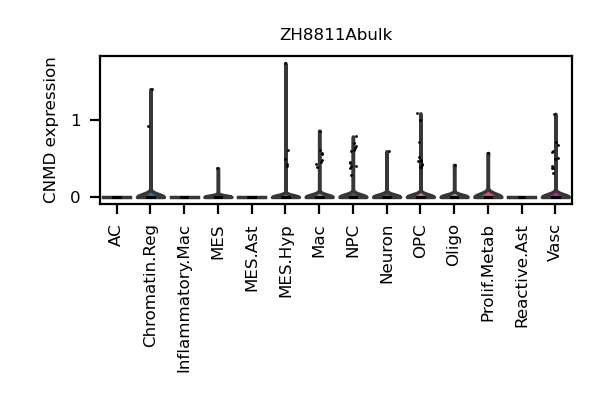 ZH8811Abulk
CNMD expression
1
0
AC
Chromatin.Reg
Inflammatory.Mac
MES
MES.Ast
MES.Hyp
Mac
NPC
Neuron
OPC
Oligo
Prolif.Metab
Reactive.Ast
Vasc